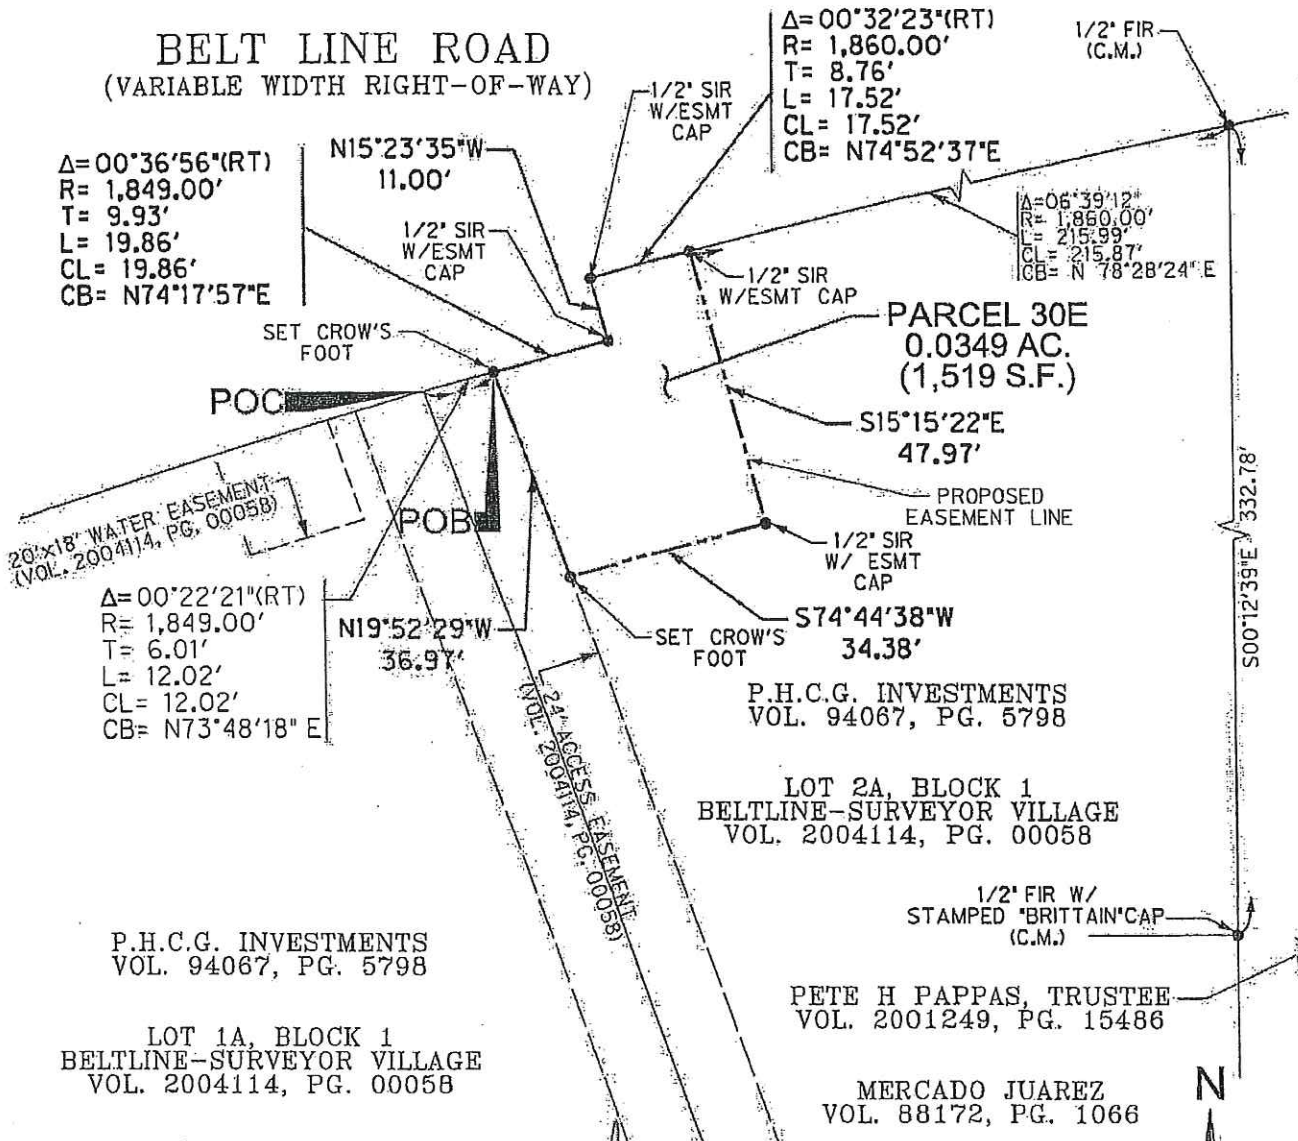 BELT LINE ROAD
(VARIABLE WIDTH RIGHT-OF-WAY)
Δ= 00°32'23"(RT)
R= 1,860.00'
T= 8.76'
L= 17.52'
CL= 17.52'
CB= N74°52'37"E
1/2" FIR
(C.M.)
1/2" SIR
W/ESMT
CAP
Δ= 00°36'56"(RT)
R= 1,849.00'
T= 9.93'
L= 19.86'
CL= 19.86'
CB= N74°17'57"E
N15°23'35"W
11.00'
1/2" SIR
W/ESMT
CAP
Δ=06°39'12"
R= 1,860.00'
L= 215.99'
CL= 215.87'
CB= N 78°28'24" E
1/2" SIR
W/ESMT CAP
SET CROW'S
FOOT
PARCEL 30E
0.0349 AC.
(1,519 S.F.)
POC
S15°15'22"E
47.97'
20'x18' WATER EASEMENT
(VOL. 2004114, PG. 00058)
POB
PROPOSED
EASEMENT LINE
S00°12'39"E 332.78'
1/2" SIR
W/ ESMT
CAP
Δ= 00°22'21"(RT)
R= 1,849.00'
T= 6.01'
L= 12.02'
CL= 12.02'
CB= N73°48'18" E
N19°52'29"W
36.97'
SET CROW'S
FOOT
S74°44'38"W
34.38'
24' ACCESS EASEMENT
(VOL. 2004114, PG. 00058)
P.H.C.G. INVESTMENTS
VOL. 94067, PG. 5798
LOT 2A, BLOCK 1
BELTLINE-SURVEYOR VILLAGE
VOL. 2004114, PG. 00058
1/2" FIR W/
STAMPED "BRITTAIN"CAP
(C.M.)
P.H.C.G. INVESTMENTS
VOL. 94067, PG. 5798
PETE H PAPPAS, TRUSTEE
VOL. 2001249, PG. 15486
LOT 1A, BLOCK 1
BELTLINE-SURVEYOR VILLAGE
VOL. 2004114, PG. 00058
MERCADO JUAREZ
VOL. 88172, PG. 1066
N